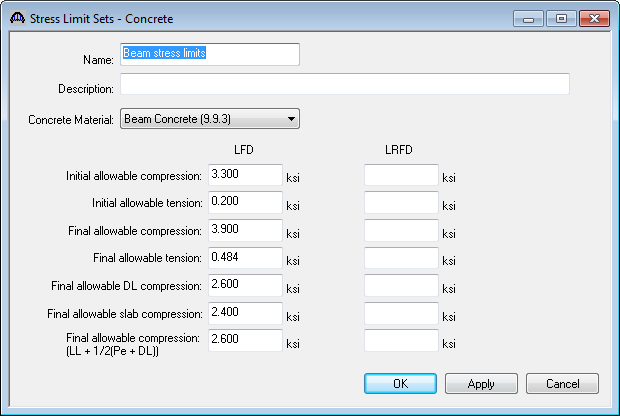 Stress Limit Sets - Concrete
Name: Beam stress limits
Description:
Concrete Material: Beam Concrete (9.9.3)
LFD LRFD
Initial allowable compression: 3.300 ksi ksi
Initial allowable tension: 0.200 ksi ksi
Final allowable compression: 3.900 ksi ksi
Final allowable tension: 0.484 ksi ksi
Final allowable DL compression: 2.600 ksi ksi
Final allowable slab compression: 2.400 ksi ksi
Final allowable compression: 2.600 ksi ksi
(LL + 1/2(Pe + DL))
OK Apply Cancel